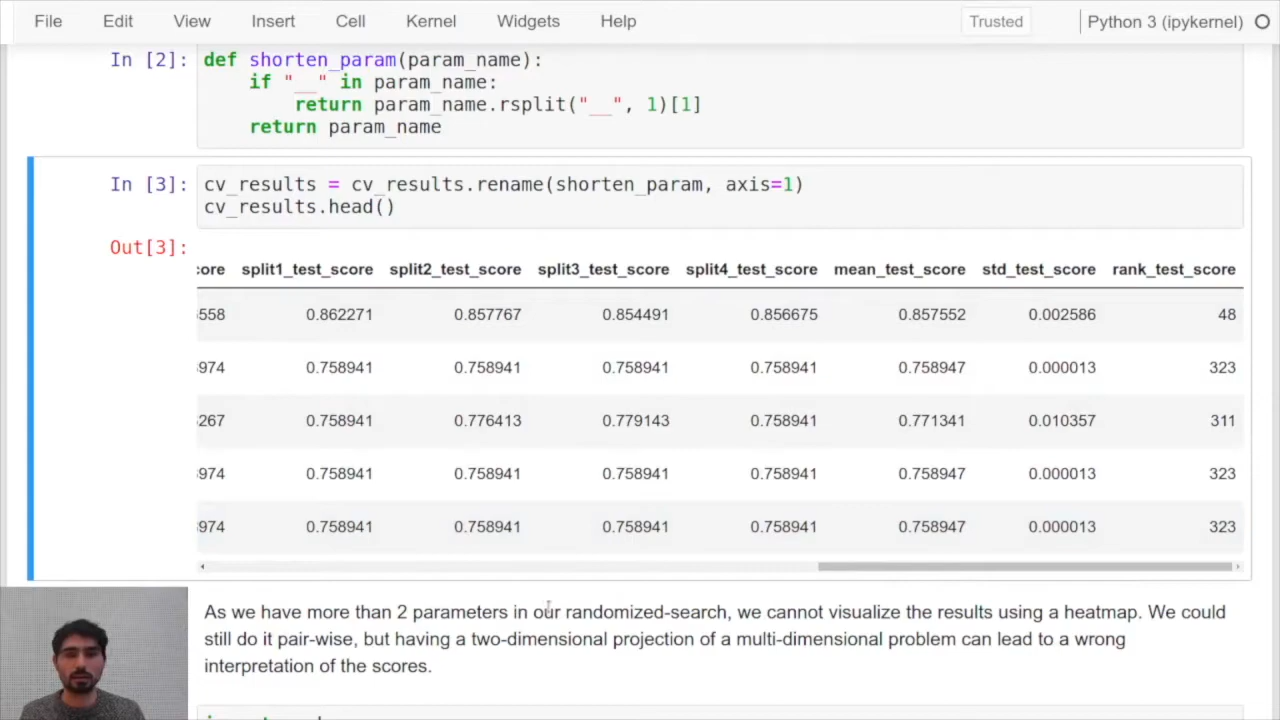 File Edit View Insert Cell Kernel Widgets Help Trusted Python 3 (ipykernel)
In [2]: def shorten_param(param_name):
if "__" in param_name:
return param_name.rsplit("__", 1)[1]
return param_name
In [3]: cv_results = cv_results.rename(shorten_param, axis=1)
cv_results.head()
Out[3]:
core split1_test_score split2_test_score split3_test_score split4_test_score mean_test_score std_test_score rank_test_score
558 0.862271 0.857767 0.854491 0.856675 0.857552 0.002586 48
974 0.758941 0.758941 0.758941 0.758941 0.758947 0.000013 323
267 0.758941 0.776413 0.779143 0.758941 0.771341 0.010357 311
974 0.758941 0.758941 0.758941 0.758941 0.758947 0.000013 323
974 0.758941 0.758941 0.758941 0.758941 0.758947 0.000013 323
As we have more than 2 parameters in our randomized-search, we cannot visualize the results using a heatmap. We could
still do it pair-wise, but having a two-dimensional projection of a multi-dimensional problem can lead to a wrong
interpretation of the scores.